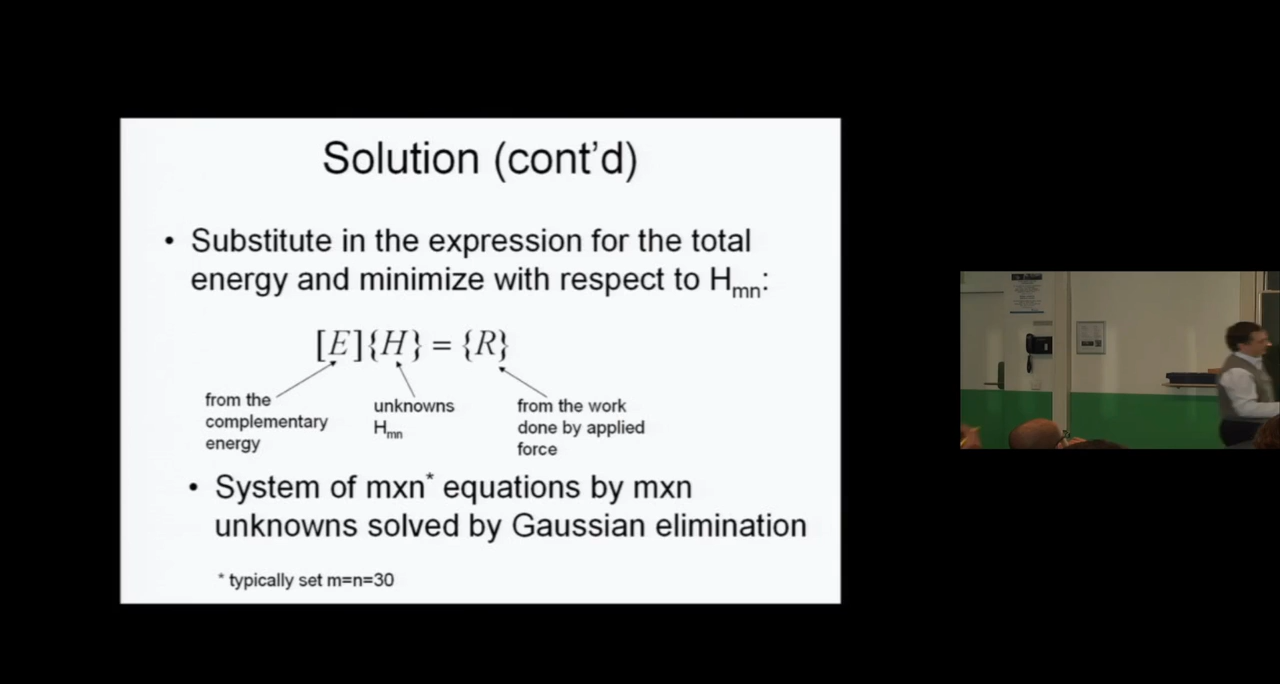 Solution (cont'd)
• Substitute in the expression for the total
energy and minimize with respect to Hmn:
[E]{H} = {R}
from the
complementary
energy
unknowns
Hmn
from the work
done by applied
force
• System of mxn* equations by mxn
unknowns solved by Gaussian elimination
* typically set m=n=30